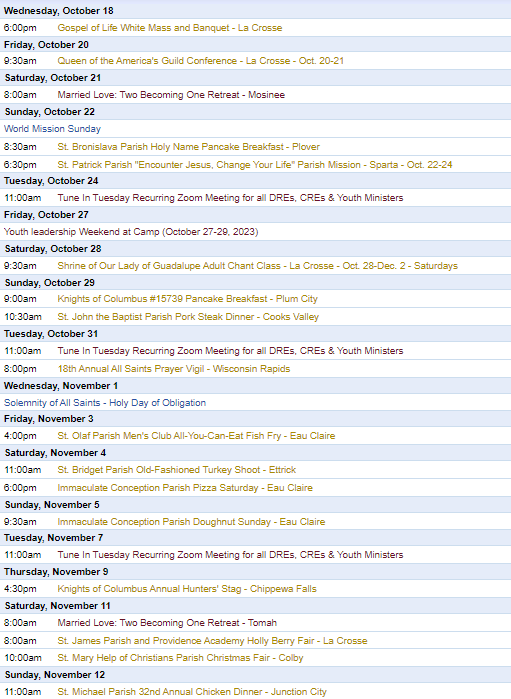 Wednesday, October 18
6:00pm Gospel of Life White Mass and Banquet - La Crosse
Friday, October 20
9:30am Queen of the America's Guild Conference - La Crosse - Oct. 20-21
Saturday, October 21
8:00am Married Love: Two Becoming One Retreat - Mosinee
Sunday, October 22
World Mission Sunday
8:30am St. Bronislava Parish Holy Name Pancake Breakfast - Plover
6:30pm St. Patrick Parish "Encounter Jesus, Change Your Life" Parish Mission - Sparta - Oct. 22-24
Tuesday, October 24
11:00am Tune In Tuesday Recurring Zoom Meeting for all DREs, CREs & Youth Ministers
Friday, October 27
Youth leadership Weekend at Camp (October 27-29, 2023)
Saturday, October 28
9:30am Shrine of Our Lady of Guadalupe Adult Chant Class - La Crosse - Oct. 28-Dec. 2 - Saturdays
Sunday, October 29
9:00am Knights of Columbus #15739 Pancake Breakfast - Plum City
10:30am St. John the Baptist Parish Pork Steak Dinner - Cooks Valley
Tuesday, October 31
11:00am Tune In Tuesday Recurring Zoom Meeting for all DREs, CREs & Youth Ministers
8:00pm 18th Annual All Saints Prayer Vigil - Wisconsin Rapids
Wednesday, November 1
Solemnity of All Saints - Holy Day of Obligation
Friday, November 3
4:00pm St. Olaf Parish Men's Club All-You-Can-Eat Fish Fry - Eau Claire
Saturday, November 4
11:00am St. Bridget Parish Old-Fashioned Turkey Shoot - Ettrick
6:00pm Immaculate Conception Parish Pizza Saturday - Eau Claire
Sunday, November 5
9:30am Immaculate Conception Parish Doughnut Sunday - Eau Claire
Tuesday, November 7
11:00am Tune In Tuesday Recurring Zoom Meeting for all DREs, CREs & Youth Ministers
Thursday, November 9
4:30pm Knights of Columbus Annual Hunters' Stag - Chippewa Falls
Saturday, November 11
8:00am Married Love: Two Becoming One Retreat - Tomah
8:00am St. James Parish and Providence Academy Holly Berry Fair - La Crosse
10:00am St. Mary Help of Christians Parish Christmas Fair - Colby
Sunday, November 12
11:00am St. Michael Parish 32nd Annual Chicken Dinner - Junction City